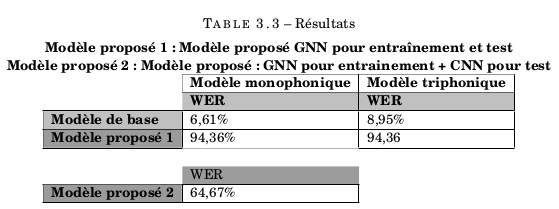 TABLE 3.3 – Résultats
Modèle proposé 1 : Modèle proposé GNN pour entraînement et test
Modèle proposé 2 : Modèle proposé : GNN pour entrainement + CNN pour test
Modèle monophonique Modèle triphonique
WER WER
Modèle de base 6,61% 8,95%
Modèle proposé 1 94,36% 94,36
WER
Modèle proposé 2 64,67%